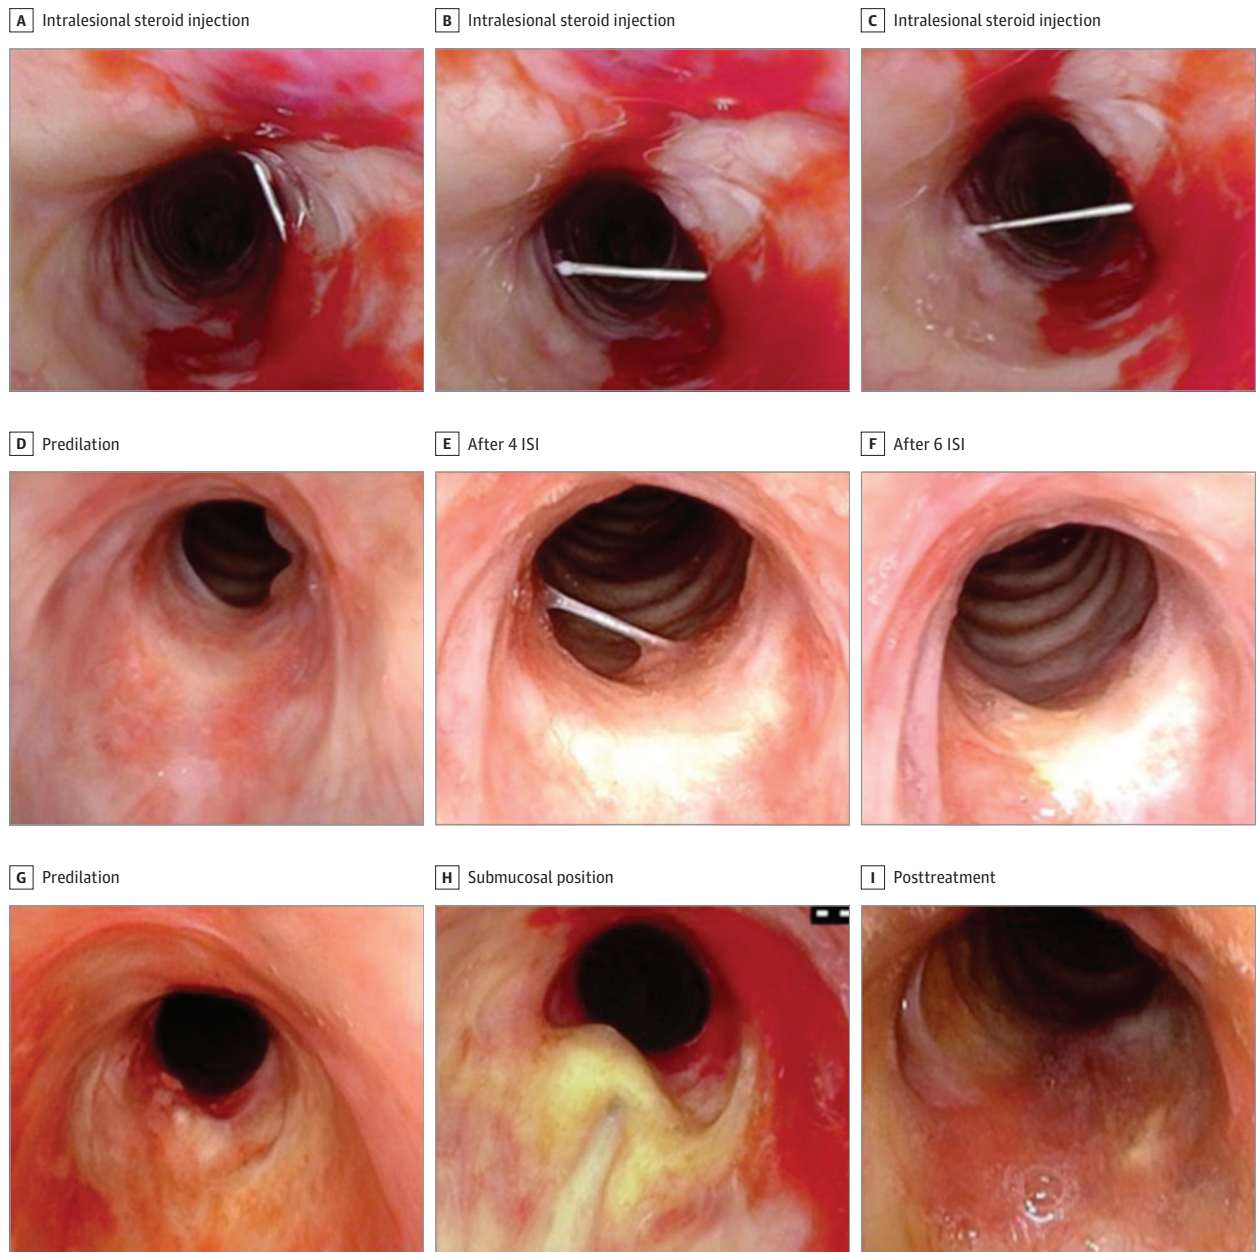 A Intralesional steroid injection
B Intralesional steroid injection
C Intralesional steroid injection
D Predilation
E After 4 ISI
F After 6 ISI
G Predilation
H Submucosal position
I Posttreatment